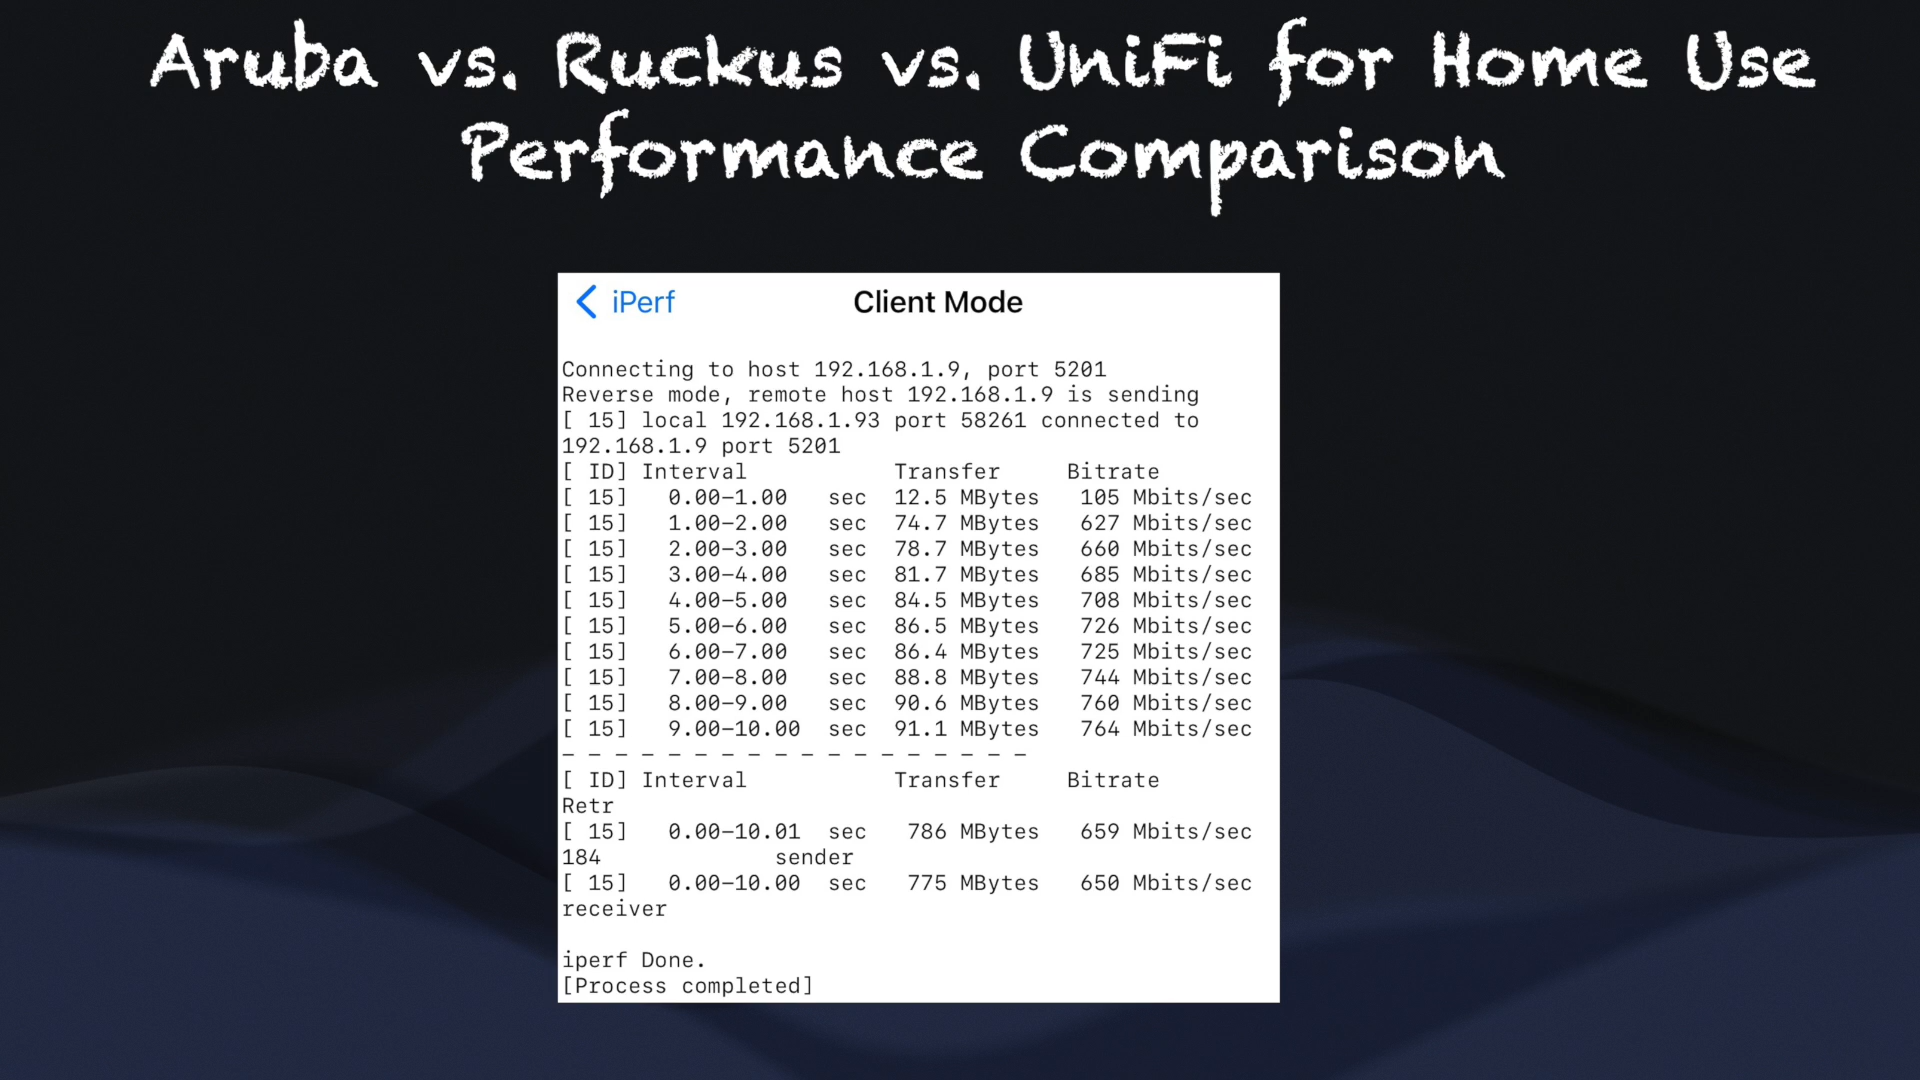 Aruba vs. Ruckus vs. UniFi for Home Use
Performance Comparison
iPerf Client Mode
Connecting to host 192.168.1.9, port 5201
Reverse mode, remote host 192.168.1.9 is sending
[ 15] local 192.168.1.93 port 58261 connected to
192.168.1.9 port 5201
[ ID] Interval Transfer Bitrate
[ 15] 0.00-1.00 sec 12.5 MBytes 105 Mbits/sec
[ 15] 1.00-2.00 sec 74.7 MBytes 627 Mbits/sec
[ 15] 2.00-3.00 sec 78.7 MBytes 660 Mbits/sec
[ 15] 3.00-4.00 sec 81.7 MBytes 685 Mbits/sec
[ 15] 4.00-5.00 sec 84.5 MBytes 708 Mbits/sec
[ 15] 5.00-6.00 sec 86.5 MBytes 726 Mbits/sec
[ 15] 6.00-7.00 sec 86.4 MBytes 725 Mbits/sec
[ 15] 7.00-8.00 sec 88.8 MBytes 744 Mbits/sec
[ 15] 8.00-9.00 sec 90.6 MBytes 760 Mbits/sec
[ 15] 9.00-10.00 sec 91.1 MBytes 764 Mbits/sec
- - - - - - - - - - - - - - - - - -
[ ID] Interval Transfer Bitrate
Retr
[ 15] 0.00-10.01 sec 786 MBytes 659 Mbits/sec
184 sender
[ 15] 0.00-10.00 sec 775 MBytes 650 Mbits/sec
receiver
iperf Done.
[Process completed]